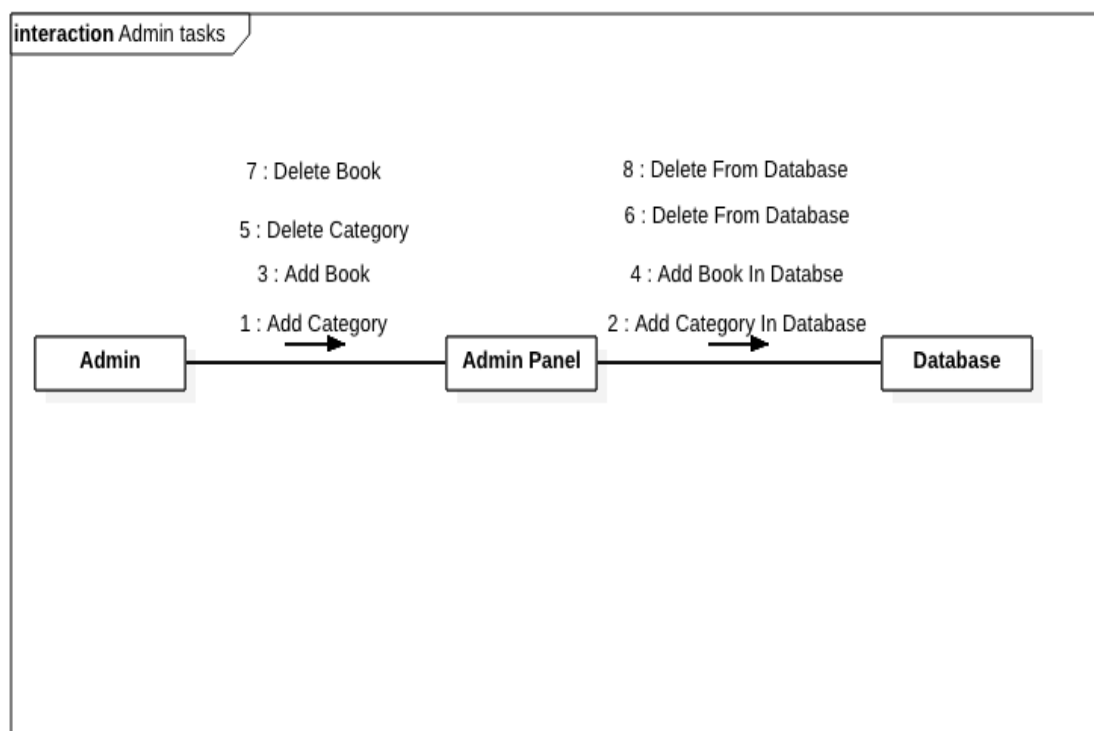 interaction Admin tasks
7 : Delete Book
8 : Delete From Database
5 : Delete Category
6 : Delete From Database
3 : Add Book
4 : Add Book In Databse
1 : Add Category
2 : Add Category In Database
Admin
Admin Panel
Database